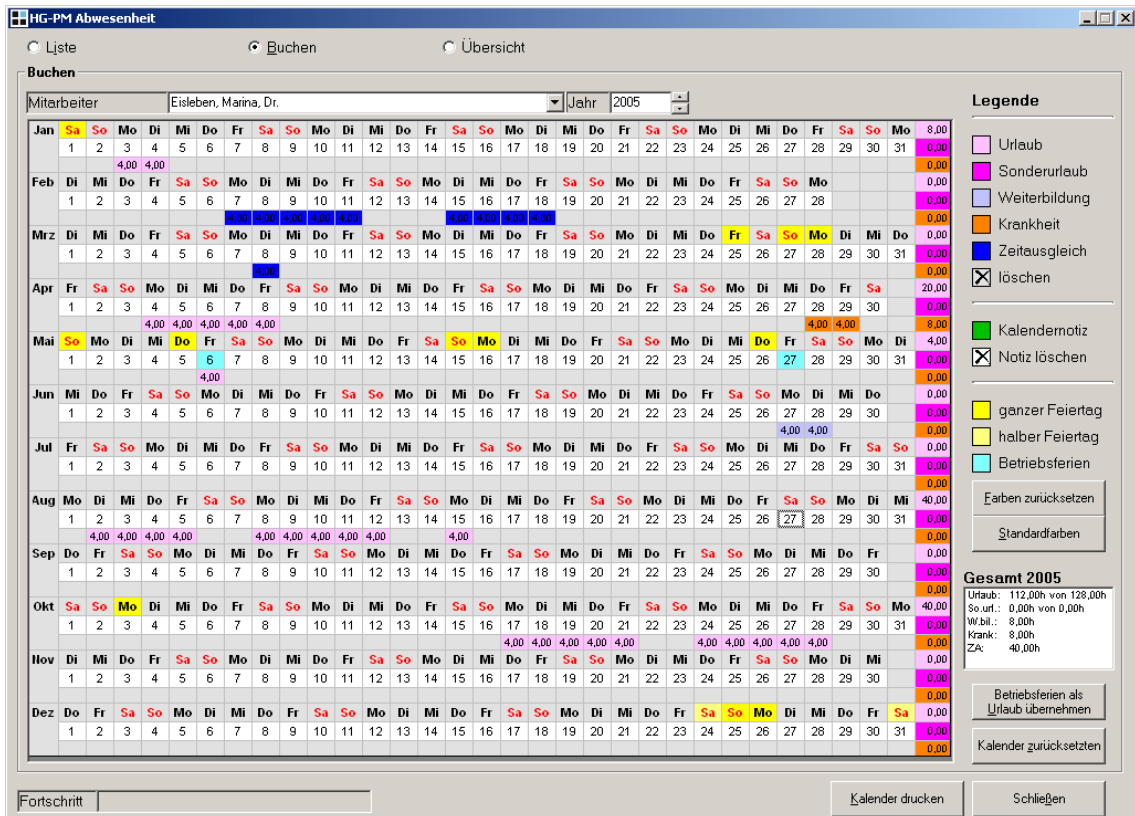 HG-PM Abwesenheit
Liste Buchen Übersicht
Buchen
Mitarbeiter Eisleben, Marina, Dr. Jahr 2005
Jan Sa So Mo Di Mi Do Fr Sa So Mo Di Mi Do Fr Sa So Mo Di Mi Do Fr Sa So Mo Di Mi Do Fr Sa So Mo 8,00
1 2 3 4 5 6 7 8 9 10 11 12 13 14 15 16 17 18 19 20 21 22 23 24 25 26 27 28 29 30 31 0,00
4,00 4,00 0,00
Feb Di Mi Do Fr Sa So Mo Di Mi Do Fr Sa So Mo Di Mi Do Fr Sa So Mo Di Mi Do Fr Sa So Mo 0,00
1 2 3 4 5 6 7 8 9 10 11 12 13 14 15 16 17 18 19 20 21 22 23 24 25 26 27 28 0,00
4,00 4,00 4,00 4,00 4,00 4,00 4,00 4,00 4,00 0,00
Mrz Di Mi Do Fr Sa So Mo Di Mi Do Fr Sa So Mo Di Mi Do Fr Sa So Mo Di Mi Do Fr Sa So Mo Di Mi Do 0,00
1 2 3 4 5 6 7 8 9 10 11 12 13 14 15 16 17 18 19 20 21 22 23 24 25 26 27 28 29 30 31 0,00
4,00 0,00
Apr Fr Sa So Mo Di Mi Do Fr Sa So Mo Di Mi Do Fr Sa So Mo Di Mi Do Fr Sa So Mo Di Mi Do Fr Sa 20,00
1 2 3 4 5 6 7 8 9 10 11 12 13 14 15 16 17 18 19 20 21 22 23 24 25 26 27 28 29 30 0,00
4,00 4,00 4,00 4,00 4,00 4,00 4,00 8,00
Mai So Mo Di Mi Do Fr Sa So Mo Di Mi Do Fr Sa So Mo Di Mi Do Fr Sa So Mo Di Mi Do Fr Sa So Mo Di 4,00
1 2 3 4 5 6 7 8 9 10 11 12 13 14 15 16 17 18 19 20 21 22 23 24 25 26 27 28 29 30 31 0,00
4,00 0,00
Jun Mi Do Fr Sa So Mo Di Mi Do Fr Sa So Mo Di Mi Do Fr Sa So Mo Di Mi Do Fr Sa So Mo Di Mi Do 0,00
1 2 3 4 5 6 7 8 9 10 11 12 13 14 15 16 17 18 19 20 21 22 23 24 25 26 27 28 29 30 0,00
4,00 4,00 0,00
Jul Fr Sa So Mo Di Mi Do Fr Sa So Mo Di Mi Do Fr Sa So Mo Di Mi Do Fr Sa So Mo Di Mi Do Fr Sa So 0,00
1 2 3 4 5 6 7 8 9 10 11 12 13 14 15 16 17 18 19 20 21 22 23 24 25 26 27 28 29 30 31 0,00
0,00
Aug Mo Di Mi Do Fr Sa So Mo Di Mi Do Fr Sa So Mo Di Mi Do Fr Sa So Mo Di Mi Do Fr Sa So Mo Di Mi 40,00
1 2 3 4 5 6 7 8 9 10 11 12 13 14 15 16 17 18 19 20 21 22 23 24 25 26 27 28 29 30 31 0,00
4,00 4,00 4,00 4,00 4,00 4,00 4,00 4,00 4,00 4,00 0,00
Sep Do Fr Sa So Mo Di Mi Do Fr Sa So Mo Di Mi Do Fr Sa So Mo Di Mi Do Fr Sa So Mo Di Mi Do Fr 0,00
1 2 3 4 5 6 7 8 9 10 11 12 13 14 15 16 17 18 19 20 21 22 23 24 25 26 27 28 29 30 0,00
0,00
Okt Sa So Mo Di Mi Do Fr Sa So Mo Di Mi Do Fr Sa So Mo Di Mi Do Fr Sa So Mo Di Mi Do Fr Sa So Mo 40,00
1 2 3 4 5 6 7 8 9 10 11 12 13 14 15 16 17 18 19 20 21 22 23 24 25 26 27 28 29 30 31 0,00
4,00 4,00 4,00 4,00 4,00 4,00 4,00 4,00 4,00 4,00 0,00
Nov Di Mi Do Fr Sa So Mo Di Mi Do Fr Sa So Mo Di Mi Do Fr Sa So Mo Di Mi Do Fr Sa So Mo Di Mi 0,00
1 2 3 4 5 6 7 8 9 10 11 12 13 14 15 16 17 18 19 20 21 22 23 24 25 26 27 28 29 30 0,00
0,00
Dez Do Fr Sa So Mo Di Mi Do Fr Sa So Mo Di Mi Do Fr Sa So Mo Di Mi Do Fr Sa So Mo Di Mi Do Fr Sa 0,00
1 2 3 4 5 6 7 8 9 10 11 12 13 14 15 16 17 18 19 20 21 22 23 24 25 26 27 28 29 30 31 0,00
0,00
Legende
Urlaub
Sonderurlaub
Weiterbildung
Krankheit
Zeitausgleich
löschen
Kalendernotiz
Notiz löschen
ganzer Feiertag
halber Feiertag
Betriebsferien
Farben zurücksetzen
Standardfarben
Gesamt 2005
Urlaub: 112,00h von 128,00h
So.url.: 0,00h von 0,00h
W.bil.: 8,00h
Krank: 8,00h
ZA: 40,00h
Betriebsferien als
Urlaub übernehmen
Kalender zurücksetzten
Fortschritt
Kalender drucken
Schließen